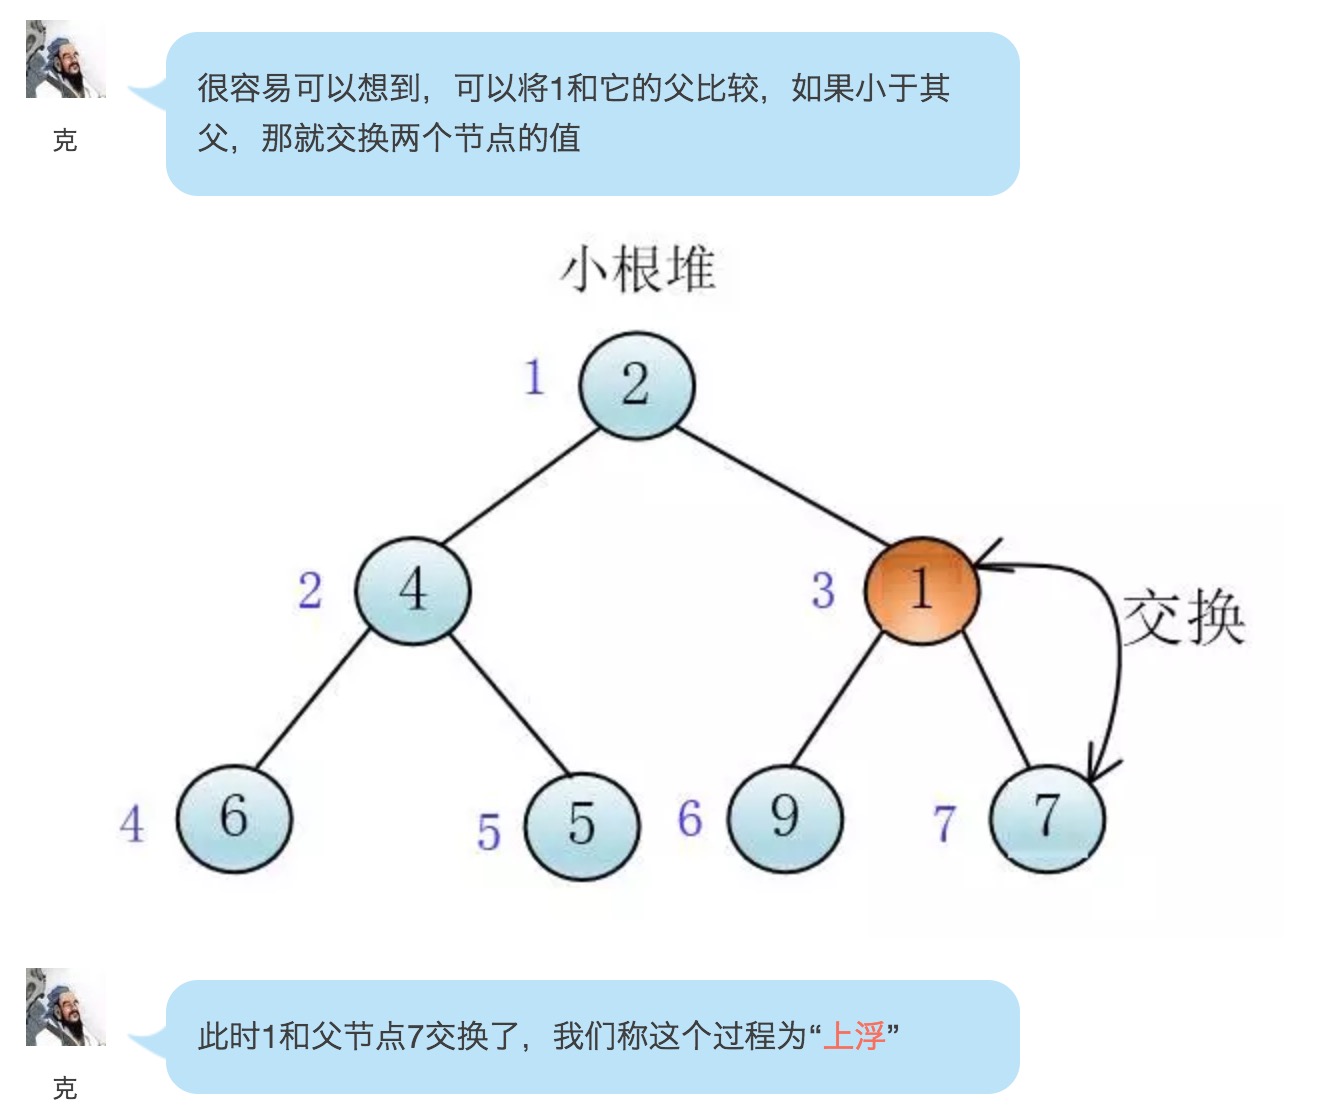 很容易可以想到，可以将1和它的父比较，如果小于其
父，那就交换两个节点的值
克
小根堆
1
2
2
4
3
1
交换
4
6
5
5
6
9
7
7
此时1和父节点7交换了，我们称这个过程为“上浮”
克